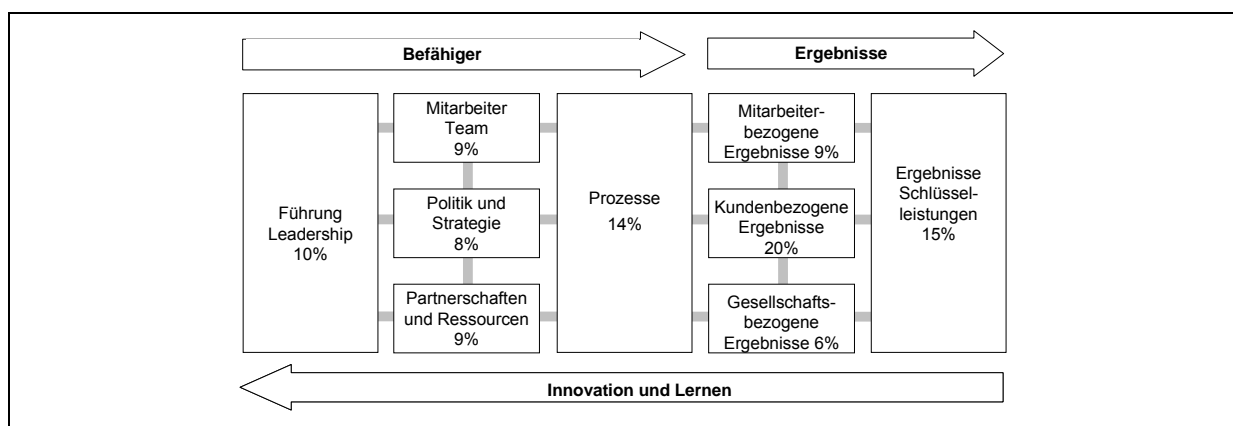 Befähiger
Ergebnisse
Führung
Leadership
10%
Mitarbeiter
Team
9%
Politik und
Strategie
8%
Partnerschaften
und Ressourcen
9%
Prozesse
14%
Mitarbeiter-
bezogene
Ergebnisse 9%
Kundenbezogene
Ergebnisse
20%
Gesellschafts-
bezogene
Ergebnisse 6%
Ergebnisse
Schlüssel-
leistungen
15%
Innovation und Lernen